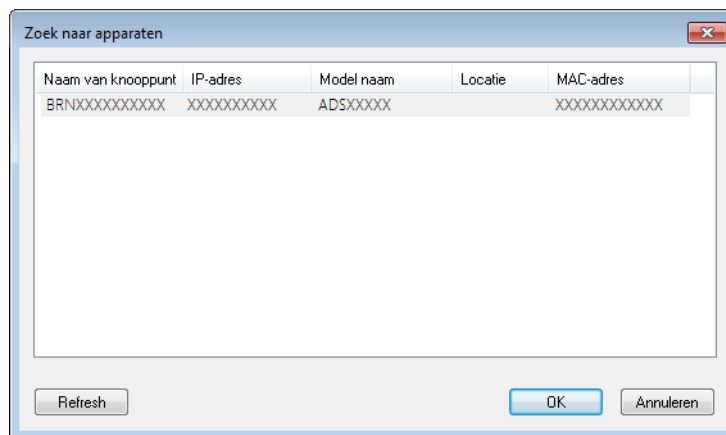 Zoek naar apparaten
Naam van knooppunt IP-adres Model naam Locatie MAC-adres
BRNXXXXXXXXXX XXXXXXXXXX ADSXXXXX XXXXXXXXXXXX
Refresh OK Annuleren